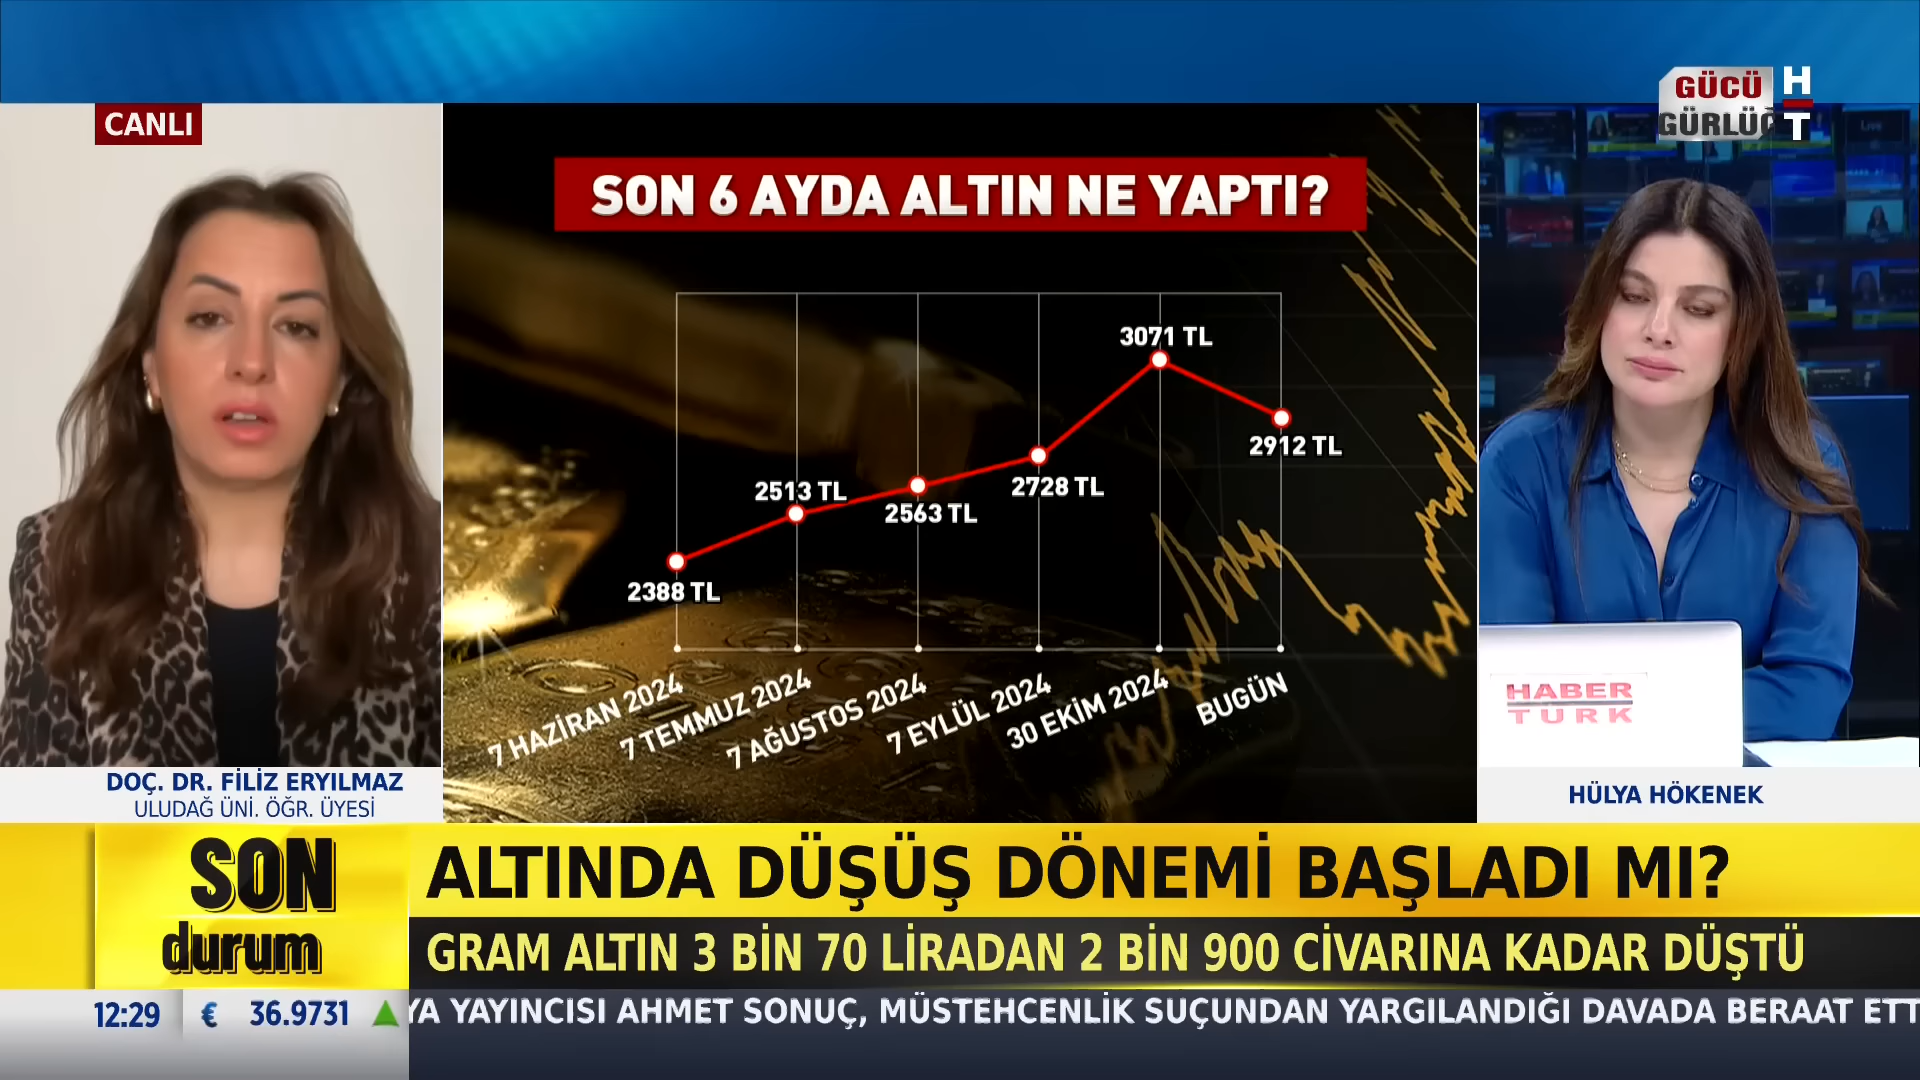 GÜCÜ
H
T
CANLI
SON 6 AYDA ALTIN NE YAPTI?
3071 TL
2912 TL
2728 TL
2513 TL
2563 TL
2388 TL
7 HAZİRAN 2024
7 TEMMUZ 2024
7 AĞUSTOS 2024
7 EYLÜL 2024
30 EKİM 2024
BUGÜN
HABER
TÜRK
DOÇ. DR. FİLİZ ERYILMAZ
ULUDAĞ ÜNİ. ÖĞR. ÜYESİ
HÜLYA HÖKENEK
SON
durum
ALTINDA DÜŞÜŞ DÖNEMİ BAŞLADI MI?
GRAM ALTIN 3 BİN 70 LİRADAN 2 BİN 900 CİVARINA KADAR DÜŞTÜ
12:29 € 36.9731 YA YAYINCISI AHMET SONUÇ, MÜSTEHCENLİK SUÇUNDAN YARGILANDIĞI DAVADA BERAAT ETT